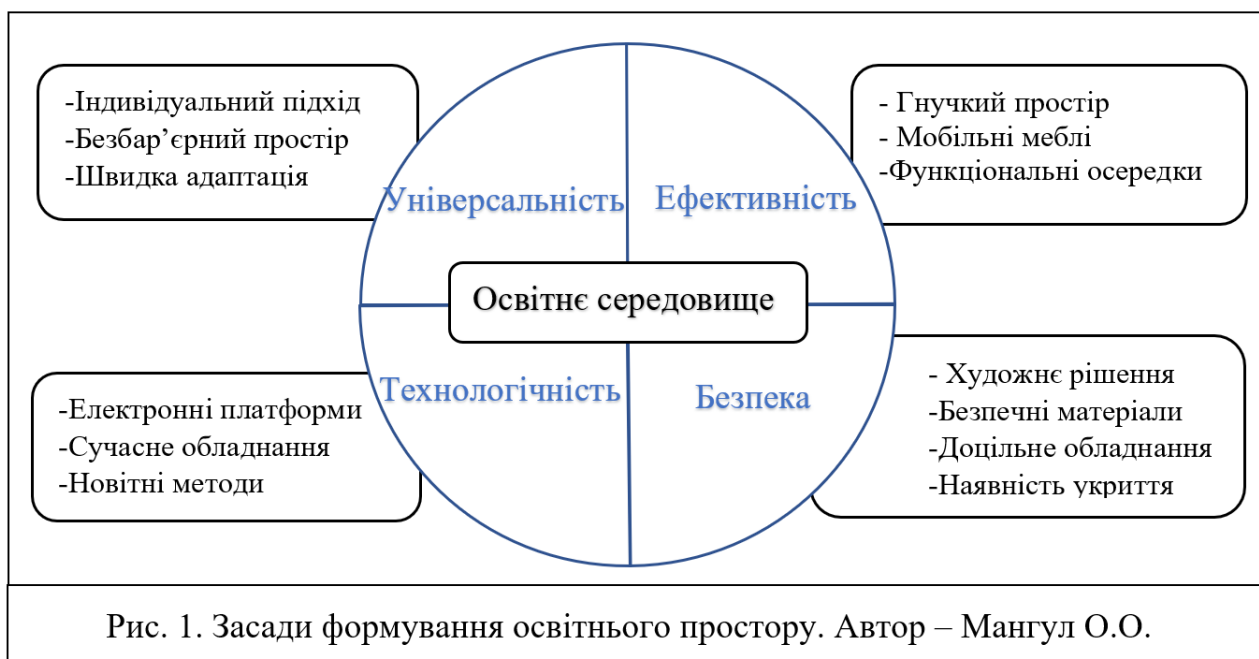 -Індивідуальний підхід
-Безбар’єрний простір
-Швидка адаптація
- Гнучкий простір
- Мобільні меблі
-Функціональні осередки
Універсальність
Ефективність
Освітнє середовище
Технологічність
Безпека
-Електронні платформи
-Сучасне обладнання
-Новітні методи
- Художнє рішення
-Безпечні матеріали
-Доцільне обладнання
-Наявність укриття
Рис. 1. Засади формування освітнього простору. Автор – Мангул О.О.